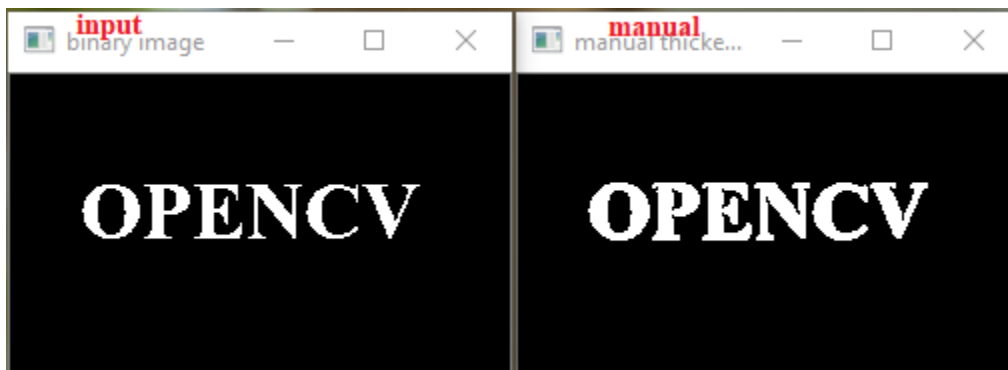 input
binary image
manual
manual thicke...
OPENCV
OPENCV